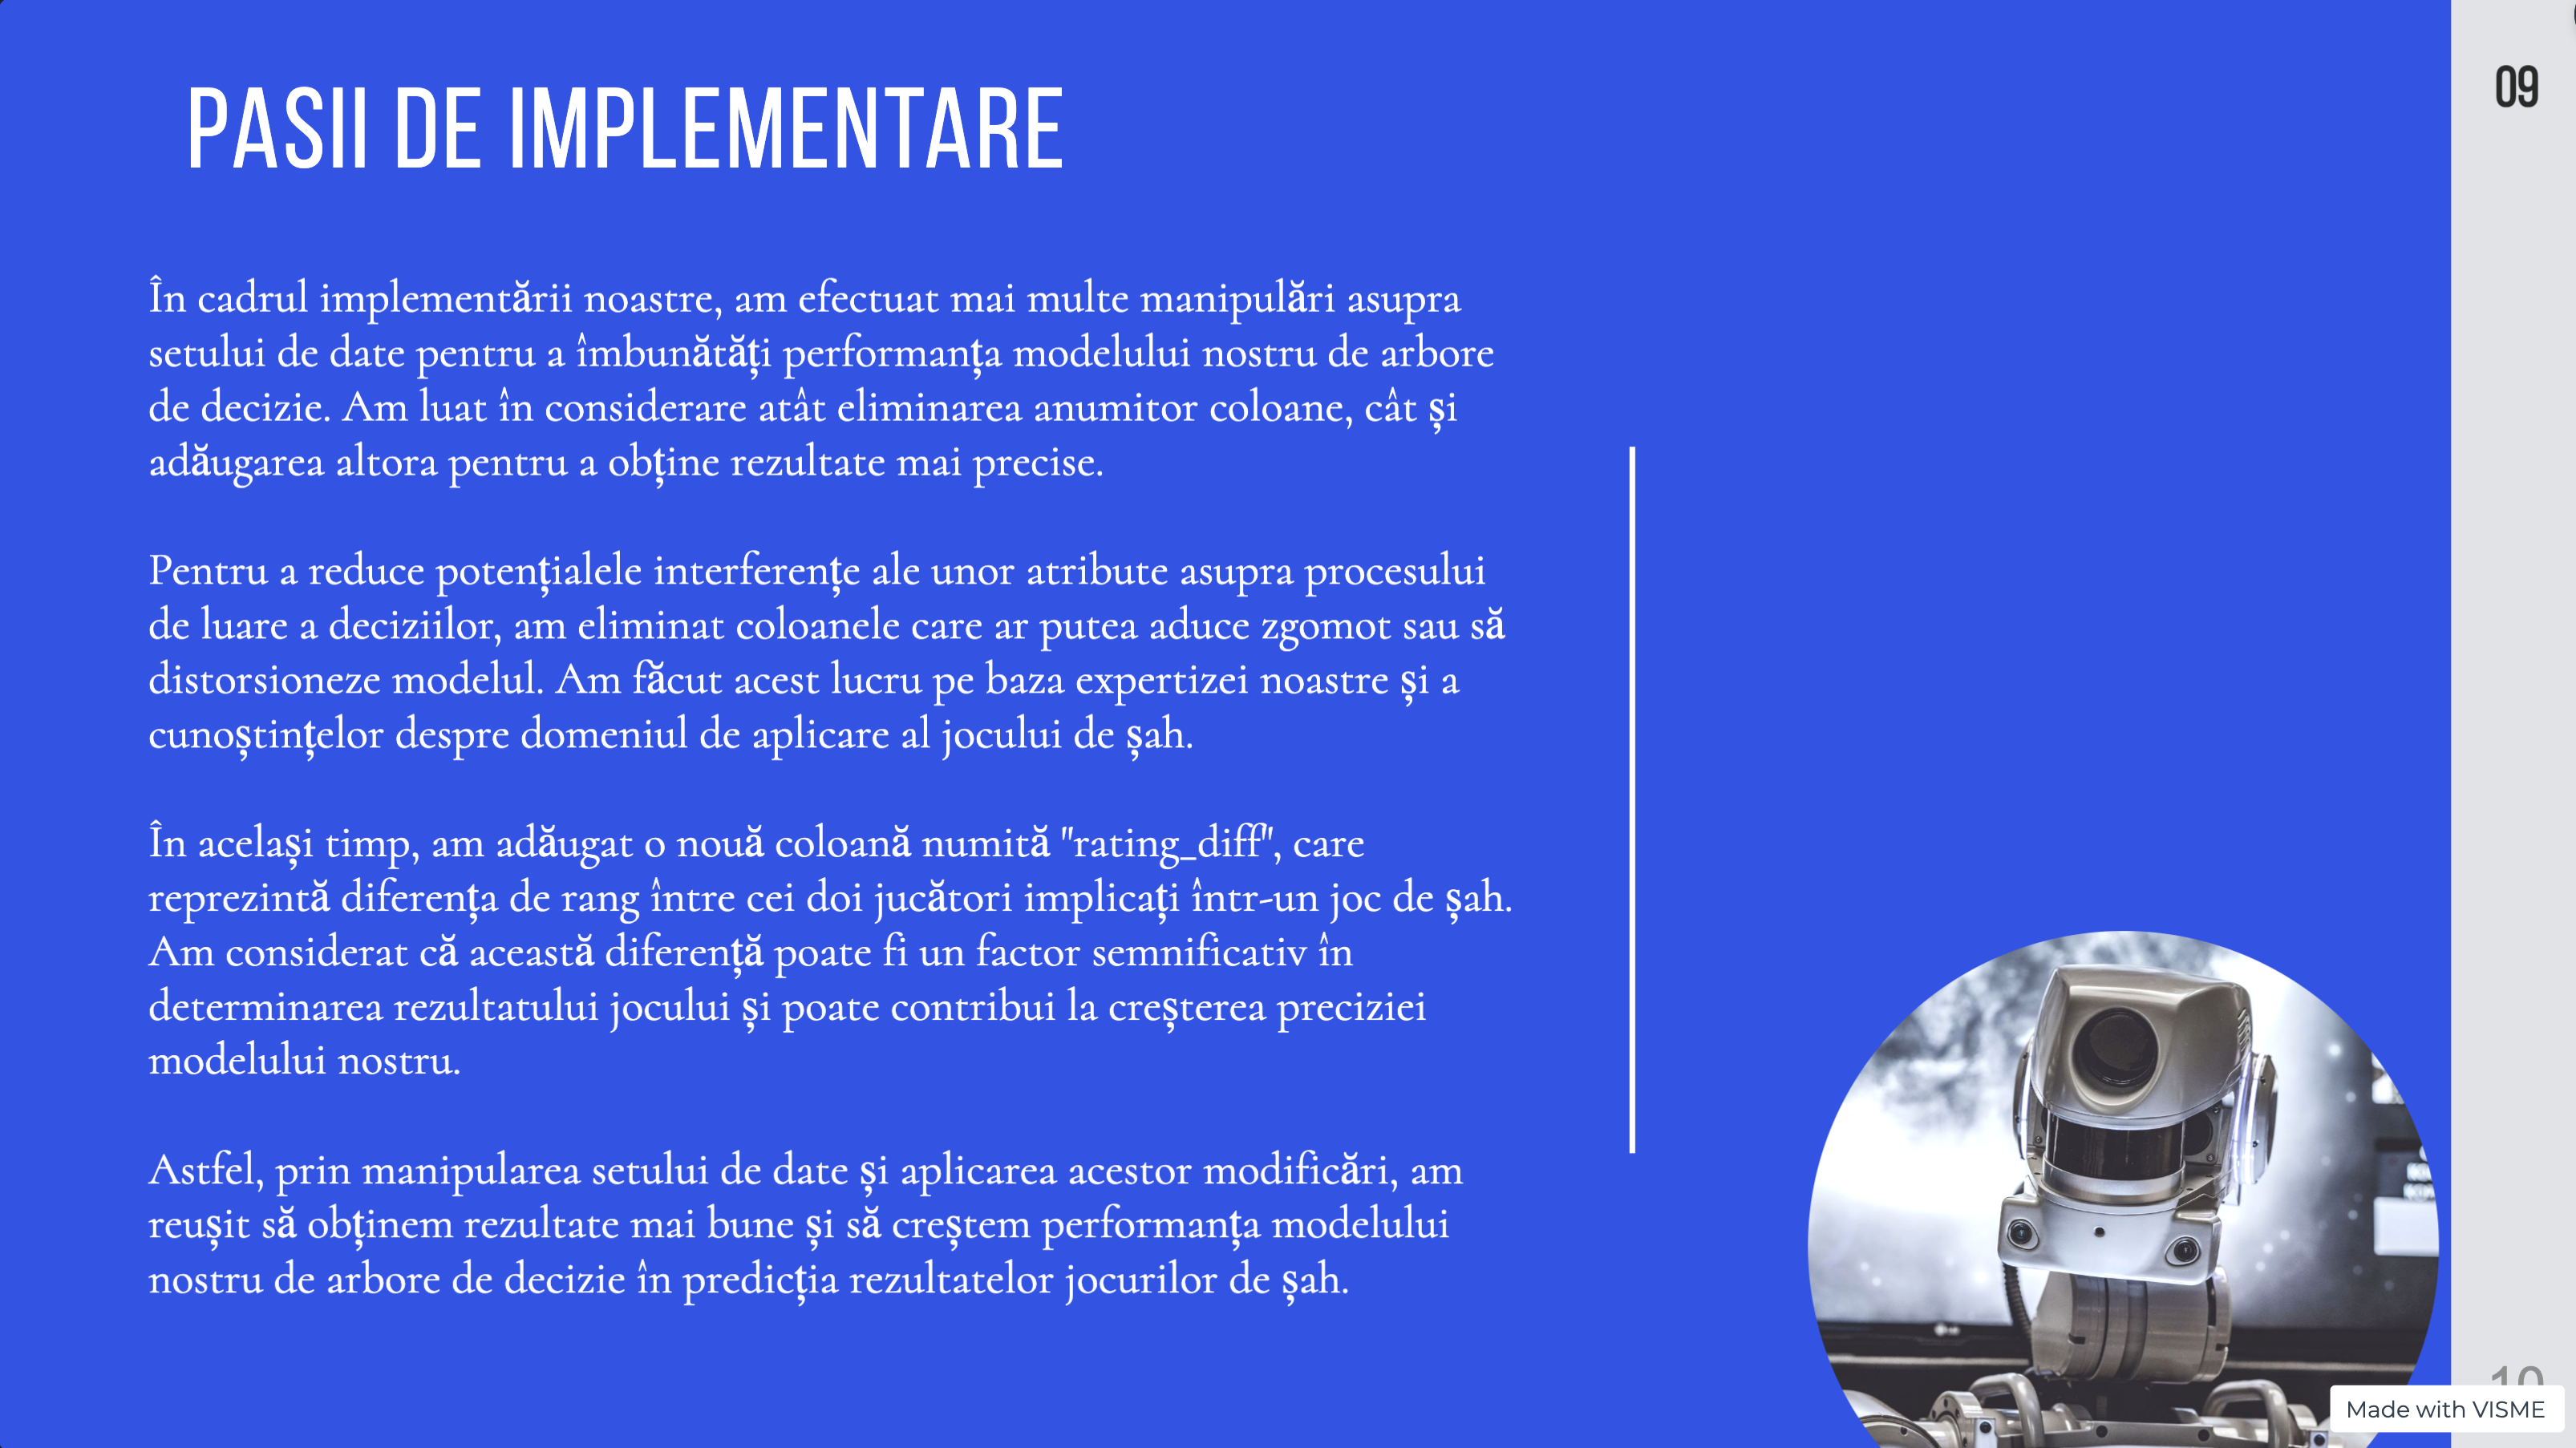 PASII DE IMPLEMENTARE
09
În cadrul implementării noastre, am efectuat mai multe manipulări asupra
setului de date pentru a îmbunătăți performanța modelului nostru de arbore
de decizie. Am luat în considerare atât eliminarea anumitor coloane, cât și
adăugarea altora pentru a obține rezultate mai precise.
Pentru a reduce potențialele interferențe ale unor atribute asupra procesului
de luare a deciziilor, am eliminat coloanele care ar putea aduce zgomot sau să
distorsioneze modelul. Am făcut acest lucru pe baza expertizei noastre și a
cunoștințelor despre domeniul de aplicare al jocului de șah.
În același timp, am adăugat o nouă coloană numită "rating_diff", care
reprezintă diferența de rang între cei doi jucători implicați într-un joc de șah.
Am considerat că această diferență poate fi un factor semnificativ în
determinarea rezultatului jocului și poate contribui la creșterea preciziei
modelului nostru.
Astfel, prin manipularea setului de date și aplicarea acestor modificări, am
reușit să obținem rezultate mai bune și să creștem performanța modelului
nostru de arbore de decizie în predicția rezultatelor jocurilor de șah.
LG
10
Made with VISME